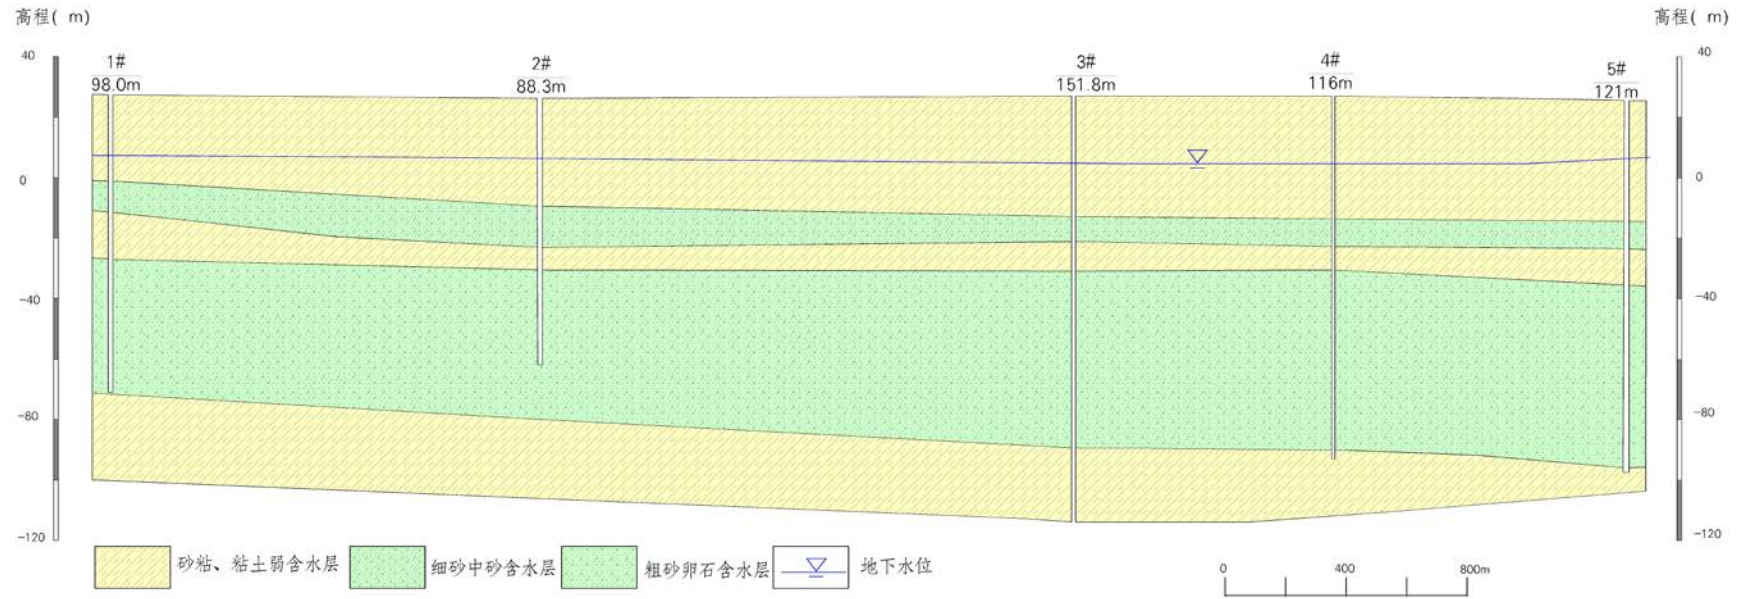 高程( m)
高程( m)
40
40
1#
98.0m
2#
88.3m
3#
151.8m
4#
116m
5#
121m
0
0
-40
-40
-80
-80
-120
-120
砂粘、粘土弱含水层
细砂中砂含水层
粗砂卵石含水层
地下水位
0
400
800m